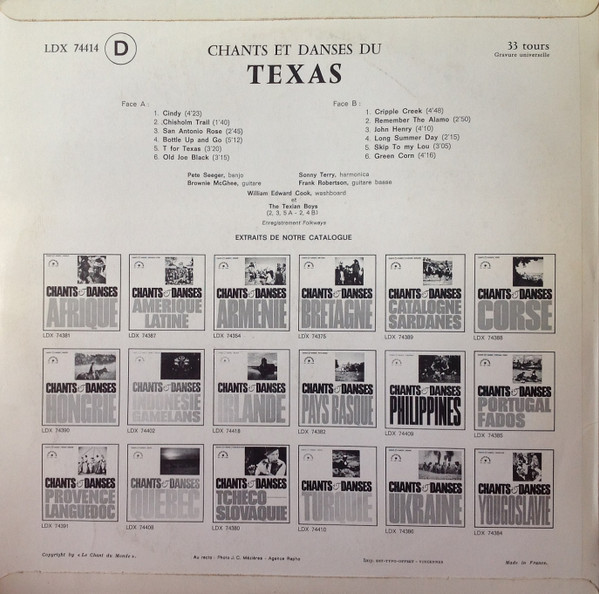 LDX 74414 D
CHANTS ET DANSES DU
TEXAS
33 tours
Gravure universelle
Face A :
1. Cindy (4'23)
2. Chisholm Trail (1'40)
3. San Antonio Rose (2'45)
4. Bottle Up and Go (5'12)
5. T for Texas (3'20)
6. Old Joe Black (3'15)
Face B :
1. Cripple Creek (4'48)
2. Remember The Alamo (2'50)
3. John Henry (4'10)
4. Long Summer Day (2'15)
5. Skip To my Lou (3'05)
6. Green Corn (4'16)
Pete Seeger, banjo
Brownie McGhee, guitare
Sonny Terry, harmonica
Frank Robertson, guitare basse
William Edward Cook, washboard
et
The Texian Boys
(2, 3, 5 A - 2, 4 B)
Enregistrement Folkways
EXTRAITS DE NOTRE CATALOGUE
CHANTS & DANSES
AFRIQUE
LDX 74381
CHANTS & DANSES
AMERIQUE
LATINE
LDX 74387
CHANTS & DANSES
ARMENIE
LDX 74354
CHANTS & DANSES
BRETAGNE
LDX 74375
CHANTS & DANSES
CATALOGNE
SARDANES
LDX 74389
CHANTS & DANSES
CORSE
LDX 74388
CHANTS & DANSES
HONGRIE
LDX 74390
CHANTS & DANSES
INDONESIE
GAMELANS
LDX 74402
CHANTS & DANSES
IRLANDE
LDX 74418
CHANTS & DANSES
PAYS BASQUE
LDX 74382
CHANTS & DANSES
PHILIPPINES
LDX 74409
CHANTS & DANSES
PORTUGAL
FADOS
LDX 74385
CHANTS & DANSES
PROVENCE
LANGUEDOC
LDX 74391
CHANTS & DANSES
QUEBEC
LDX 74408
CHANTS & DANSES
TCHECO
SLOVAQUIE
LDX 74380
CHANTS & DANSES
TURQUIE
LDX 74410
CHANTS & DANSES
UKRAINE
LDX 74386
CHANTS & DANSES
YOUGOSLAVIE
LDX 74384
Copyright by « Le Chant du Monde ».
Au recto : Photo J.C. Mézières - Agence Rapho
Made in France.